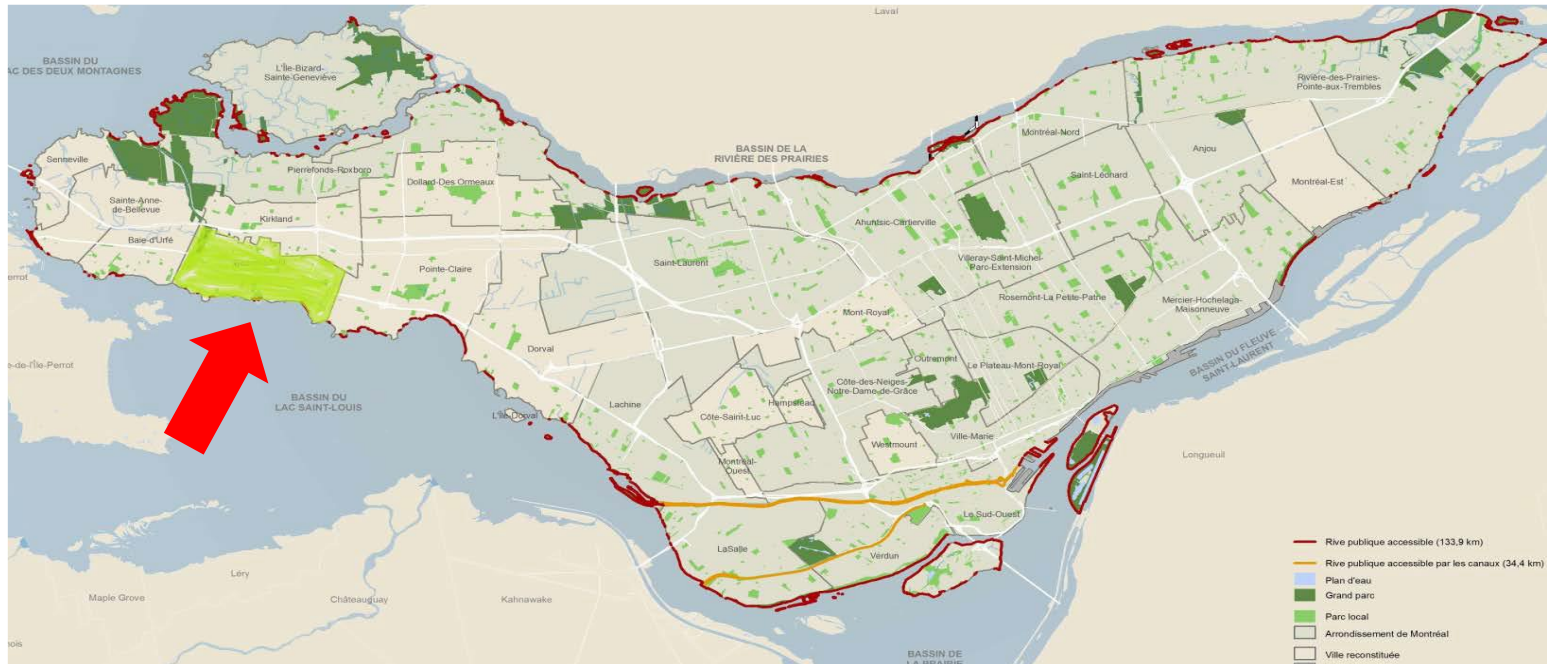 Laval
BASSIN DU
LAC DES DEUX MONTAGNES
L'Île-Bizard-
Sainte-Geneviève
Rivière-des-Prairies-
Pointe-aux-Trembles
Montréal-Nord
BASSIN DE LA
RIVIÈRE DES PRAIRIES
Anjou
Senneville
Pierrefonds-Roxboro
Saint-Léonard
Montréal-Est
Dollard-Des Ormeaux
Sainte-Anne-
de-Bellevue
Kirkland
Ahuntsic-Cartierville
Baie-d'Urfé
Saint-Laurent
Pointe-Claire
Villeray-Saint-Michel-
Parc-Extension
Rosemont-La Petite-Patrie
Mercier-Hochelaga-
Maisonneuve
Mont-Royal
Perrot
Dorval
BASSIN DU FLEUVE
SAINT-LAURENT
Outremont
Le Plateau-Mont-Royal
e-de-l'Île-Perrot
Côte-des-Neiges-
Notre-Dame-de-Grâce
BASSIN DU
LAC SAINT-LOUIS
Lachine
Hampstead
L'Île-Dorval
Côte-Saint-Luc
Westmount
Ville-Marie
Longueuil
Montréal-
Ouest
Le Sud-Ouest
LaSalle
Verdun
Rive publique accessible (133,9 km)
Rive publique accessible par les canaux (34,4 km)
Plan d'eau
Grand parc
Parc local
Arrondissement de Montréal
Ville reconstituée
Léry
Maple Grove
Châteauguay
Kahnawake
nois
BASSIN DE
LA PRAIRIE